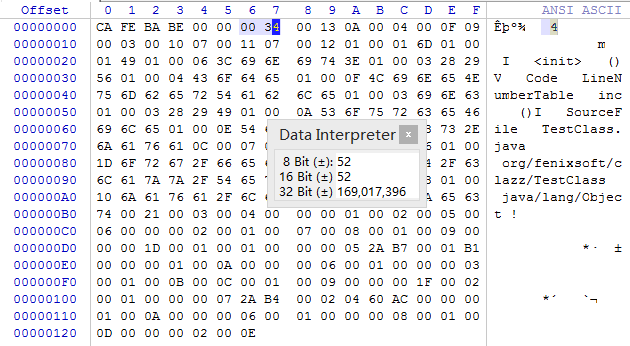 Offset 0 1 2 3 4 5 6 7 8 9 A B C D E F ANSI ASCII
00000000 CA FE BA BE 00 00 00 34 00 13 0A 00 04 00 0F 09 Êþº¾ 4
00000010 00 03 00 10 07 00 11 07 00 12 01 00 01 6D 01 00 m
00000020 01 49 01 00 06 3C 69 6E 69 74 3E 01 00 03 28 29 I <init> ()
00000030 56 01 00 04 43 6F 64 65 01 00 0F 4C 69 6E 65 4E V Code LineN
00000040 75 6D 62 65 72 54 61 62 6C 65 01 00 03 69 6E 63 umberTable inc
00000050 01 00 03 28 29 49 01 00 0A 53 6F 75 72 63 65 46 ()I SourceF
00000060 69 6C 65 01 00 0E 54 73 2E ile TestClass.
00000070 6A 61 76 61 0C 00 07 01 00 java
00000080 1D 6F 72 67 2F 66 65 2F 63 org/fenixsoft/c
00000090 6C 61 7A 7A 2F 54 65 01 00 lazz/TestClass
000000A0 10 6A 61 76 61 2F 6C 65 63 java/lang/Objec
000000B0 74 00 21 00 03 00 04 00 00 00 01 00 02 00 05 00 t !
000000C0 06 00 00 00 02 00 01 00 07 00 08 00 01 00 09 00
000000D0 00 00 1D 00 01 00 01 00 00 00 05 2A B7 00 01 B1 *· ±
000000E0 00 00 00 01 00 0A 00 00 00 06 00 01 00 00 00 03
000000F0 00 01 00 0B 00 0C 00 01 00 09 00 00 00 1F 00 02
00000100 00 01 00 00 00 07 2A B4 00 02 04 60 AC 00 00 00 *´ `¬
00000110 01 00 0A 00 00 00 06 00 01 00 00 00 08 00 01 00
00000120 0D 00 00 00 02 00 0E
Data Interpreter x
8 Bit (±): 52
16 Bit (±) 52
32 Bit (±) 169,017,396